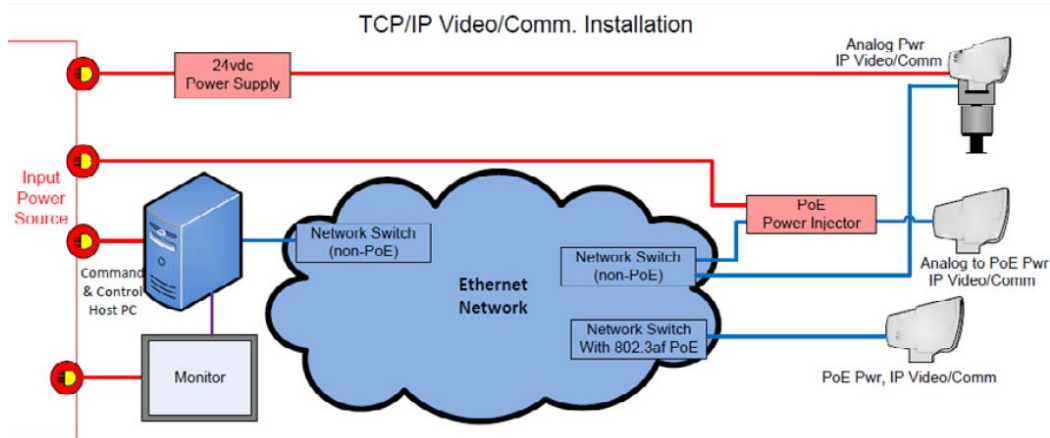 TCP/IP Video/Comm. Installation
24vdc
Power Supply
Analog Pwr
IP Video/Comm
Input
Power
Source
PoE
Power Injector
Network Switch
(non-PoE)
Network Switch
(non-PoE)
Command
& Control
Host PC
Ethernet
Network
Analog to PoE Pwr
IP Video/Comm
Network Switch
With 802.3af PoE
Monitor
PoE Pwr, IP Video/Comm